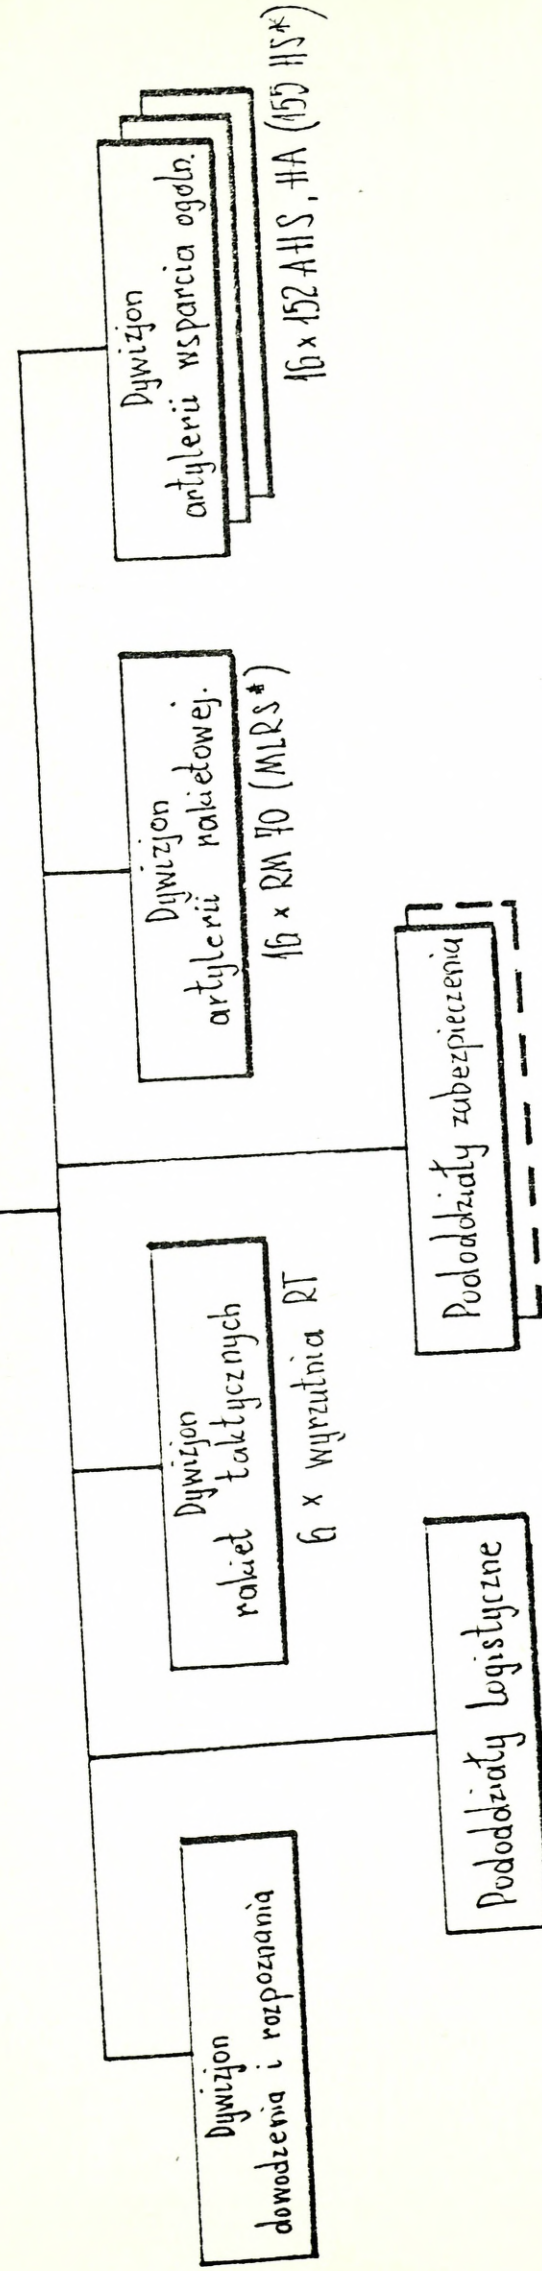 Dywizjon
dowodzenia i rozpoznania
Dywizjon
rakiet taktycznych
6 x wyrzutnia RT
Dywizjon
artylerii rakietowej.
16 x RM 70 (MLRS*)
Dywizjon
artylerii wsparcia ogóln.
16 x 152 AHS, HA (155 HS*)
Pododdziały logistyczne
Pododdziały zabezpieczenia